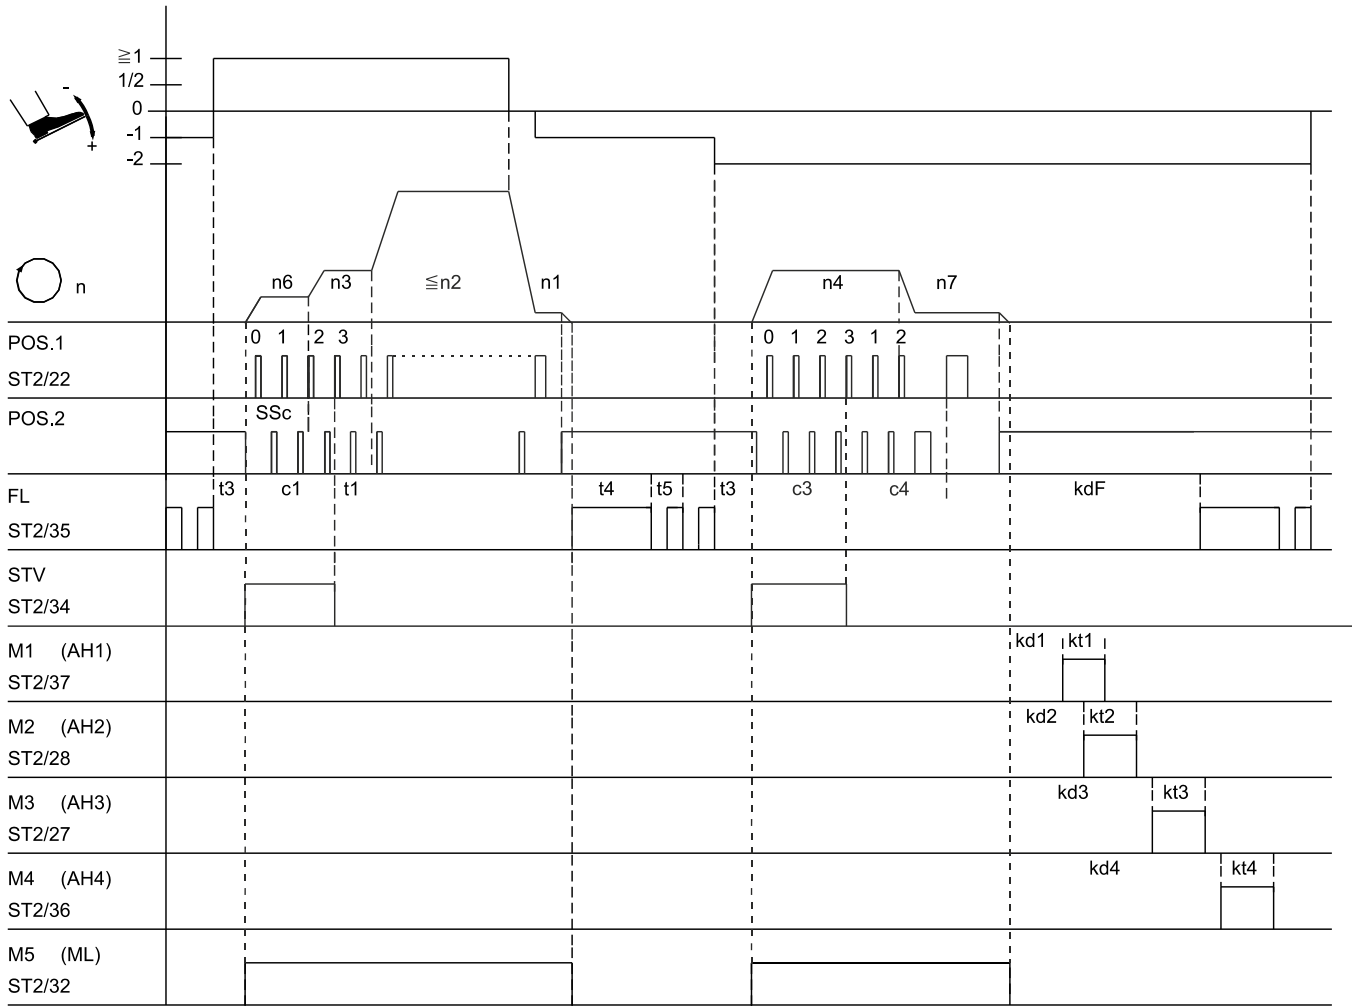 ≧1
1/2
0
-1
-2
-
+
n
n6
n3
≦n2
n1
n4
n7
POS.1
ST2/22
0 1 2 3
0 1 2 3 1 2
POS.2
SSc
FL
ST2/35
t3 c1 t1 t4 t5 t3 c3 c4 kdF
STV
ST2/34
M1 (AH1)
ST2/37
kd1 kt1
M2 (AH2)
ST2/28
kd2 kt2
M3 (AH3)
ST2/27
kd3 kt3
M4 (AH4)
ST2/36
kd4 kt4
M5 (ML)
ST2/32